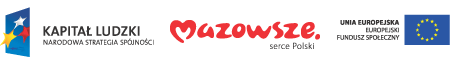 KAPITAŁ LUDZKI
NARODOWA STRATEGIA SPÓJNOŚCI
mazowsze.
serce Polski
UNIA EUROPEJSKA
EUROPEJSKI
FUNDUSZ SPOŁECZNY